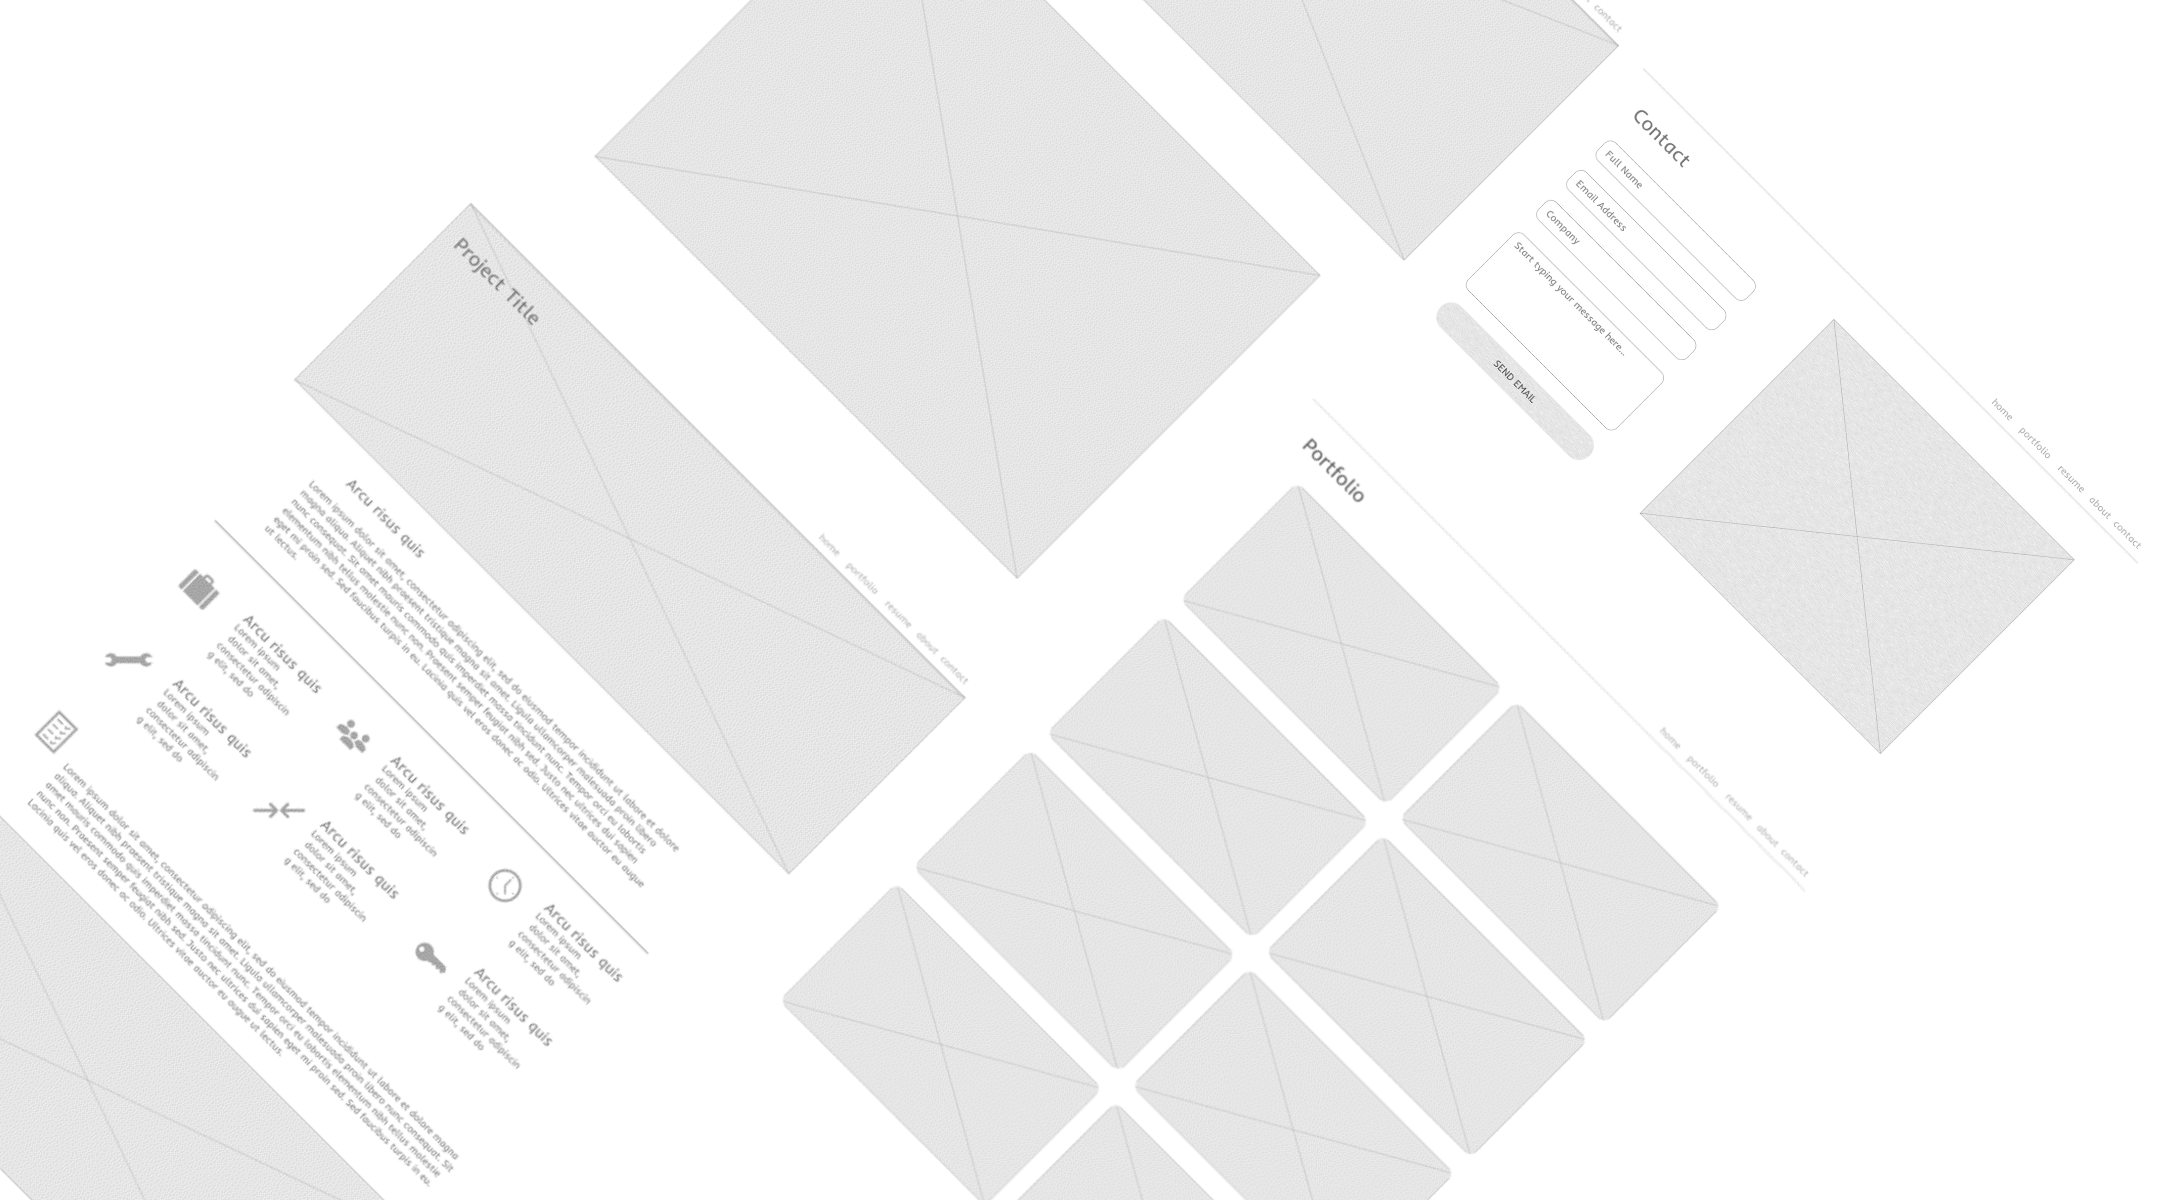 contact
Contact
Full Name
Email Address
Company
Start typing your message here...
SEND EMAIL
home portfolio resume about contact
Portfolio
home portfolio resume about contact
Project Title
home portfolio resume about contact
Arcu risus quis
Lorem ipsum dolor sit amet, consectetur adipiscing elit, sed do eiusmod tempor incididunt ut labore et dolore
magna aliqua. Aliquet nibh praesent tristique magna sit amet. Ligula ullamcorper malesuada proin libero
nunc consequat. Sit amet mauris commodo quis imperdiet massa tincidunt nunc. Tempor orci eu lobortis
elementum nibh tellus molestie nunc non. Praesent semper feugiat nibh sed. Justo nec ultrices dui sapien
eget mi proin sed. Sed faucibus turpis in eu. Lacinia quis vel eros donec ac odio. Ultrices vitae auctor eu augue
ut lectus.
Arcu risus quis
Lorem ipsum
dolor sit amet,
consectetur adipiscin
g elit, sed do
Arcu risus quis
Lorem ipsum
dolor sit amet,
consectetur adipiscin
g elit, sed do
Arcu risus quis
Lorem ipsum
dolor sit amet,
consectetur adipiscin
g elit, sed do
Arcu risus quis
Lorem ipsum
dolor sit amet,
consectetur adipiscin
g elit, sed do
Arcu risus quis
Lorem ipsum
dolor sit amet,
consectetur adipiscin
g elit, sed do
Arcu risus quis
Lorem ipsum
dolor sit amet,
consectetur adipiscin
g elit, sed do
Lorem ipsum dolor sit amet, consectetur adipiscing elit, sed do eiusmod tempor incididunt ut labore et dolore magna
aliqua. Aliquet nibh praesent tristique magna sit amet. Ligula ullamcorper malesuada proin libero nunc consequat. Sit
amet mauris commodo quis imperdiet massa tincidunt nunc. Tempor orci eu lobortis elementum nibh tellus molestie
nunc non. Praesent semper feugiat nibh sed. Justo nec ultrices dui sapien eget mi proin sed. Sed faucibus turpis in eu.
Lacinia quis vel eros donec ac odio. Ultrices vitae auctor eu augue ut lectus.